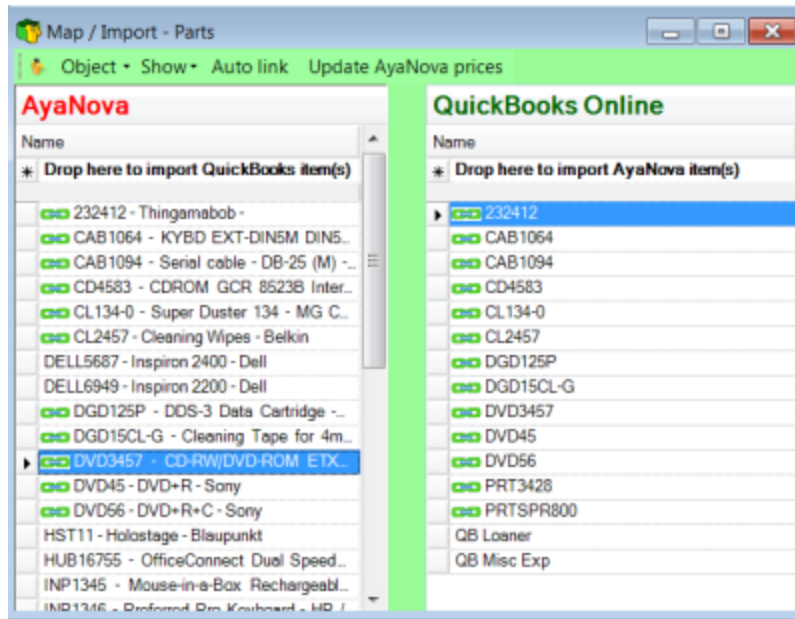 Map / Import - Parts
Object Show Auto link Update AyaNova prices
AyaNova
Name
Drop here to import QuickBooks item(s)
232412 - Thingamabob -
CAB1064 - KYBD EXT-DIN5M DIN5...
CAB1094 - Serial cable - DB-25 (M) -...
CD4583 - CDROM GCR 8523B Inter...
CL134-0 - Super Duster 134 - MG C...
CL2457 - Cleaning Wipes - Belkin
DELL5687 - Inspiron 2400 - Dell
DELL6949 - Inspiron 2200 - Dell
DGD125P - DDS-3 Data Cartridge -...
DGD15CL-G - Cleaning Tape for 4m...
DVD3457 - CD-RW/DVD-ROM ETX...
DVD45 - DVD+R - Sony
DVD56 - DVD+R+C - Sony
HST11 - Holostage - Blaupunkt
HUB16755 - OfficeConnect Dual Speed...
INP1345 - Mouse-in-a-Box Rechargeabl...
INP1346 - Preferred Pro Keyboard - HP /
QuickBooks Online
Name
Drop here to import AyaNova item(s)
232412
CAB1064
CAB1094
CD4583
CL134-0
CL2457
DGD125P
DGD15CL-G
DVD3457
DVD45
DVD56
PRT3428
PRTSPR800
QB Loaner
QB Misc Exp